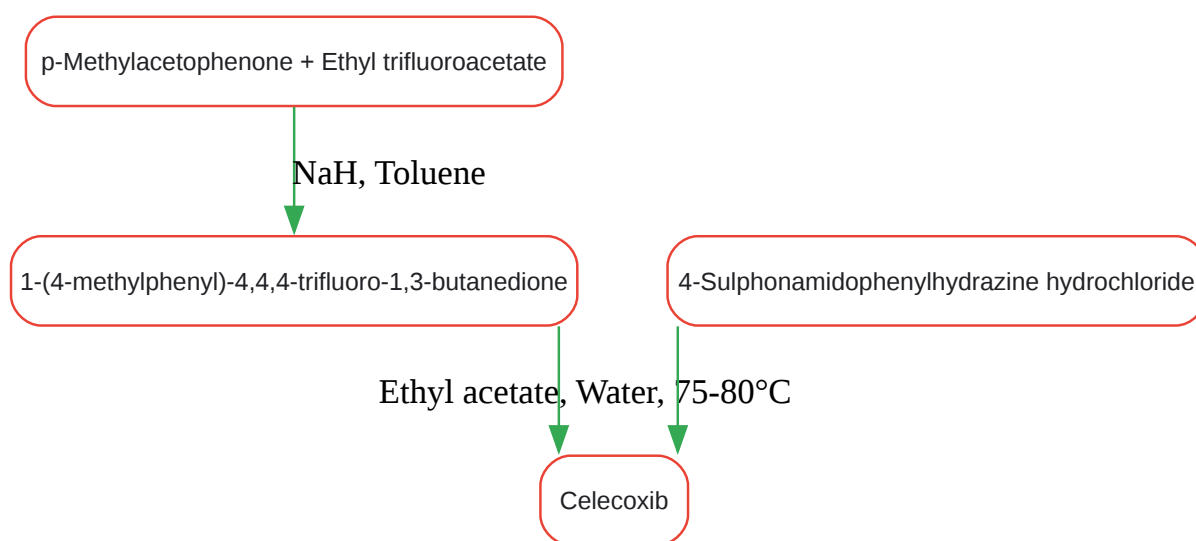 p-Methylacetophenone + Ethyl trifluoroacetate
NaH, Toluene
1-(4-methylphenyl)-4,4,4-trifluoro-1,3-butanedione
4-Sulphonamidophenylhydrazine hydrochloride
Ethyl acetate, Water, 75-80°C
Celecoxib